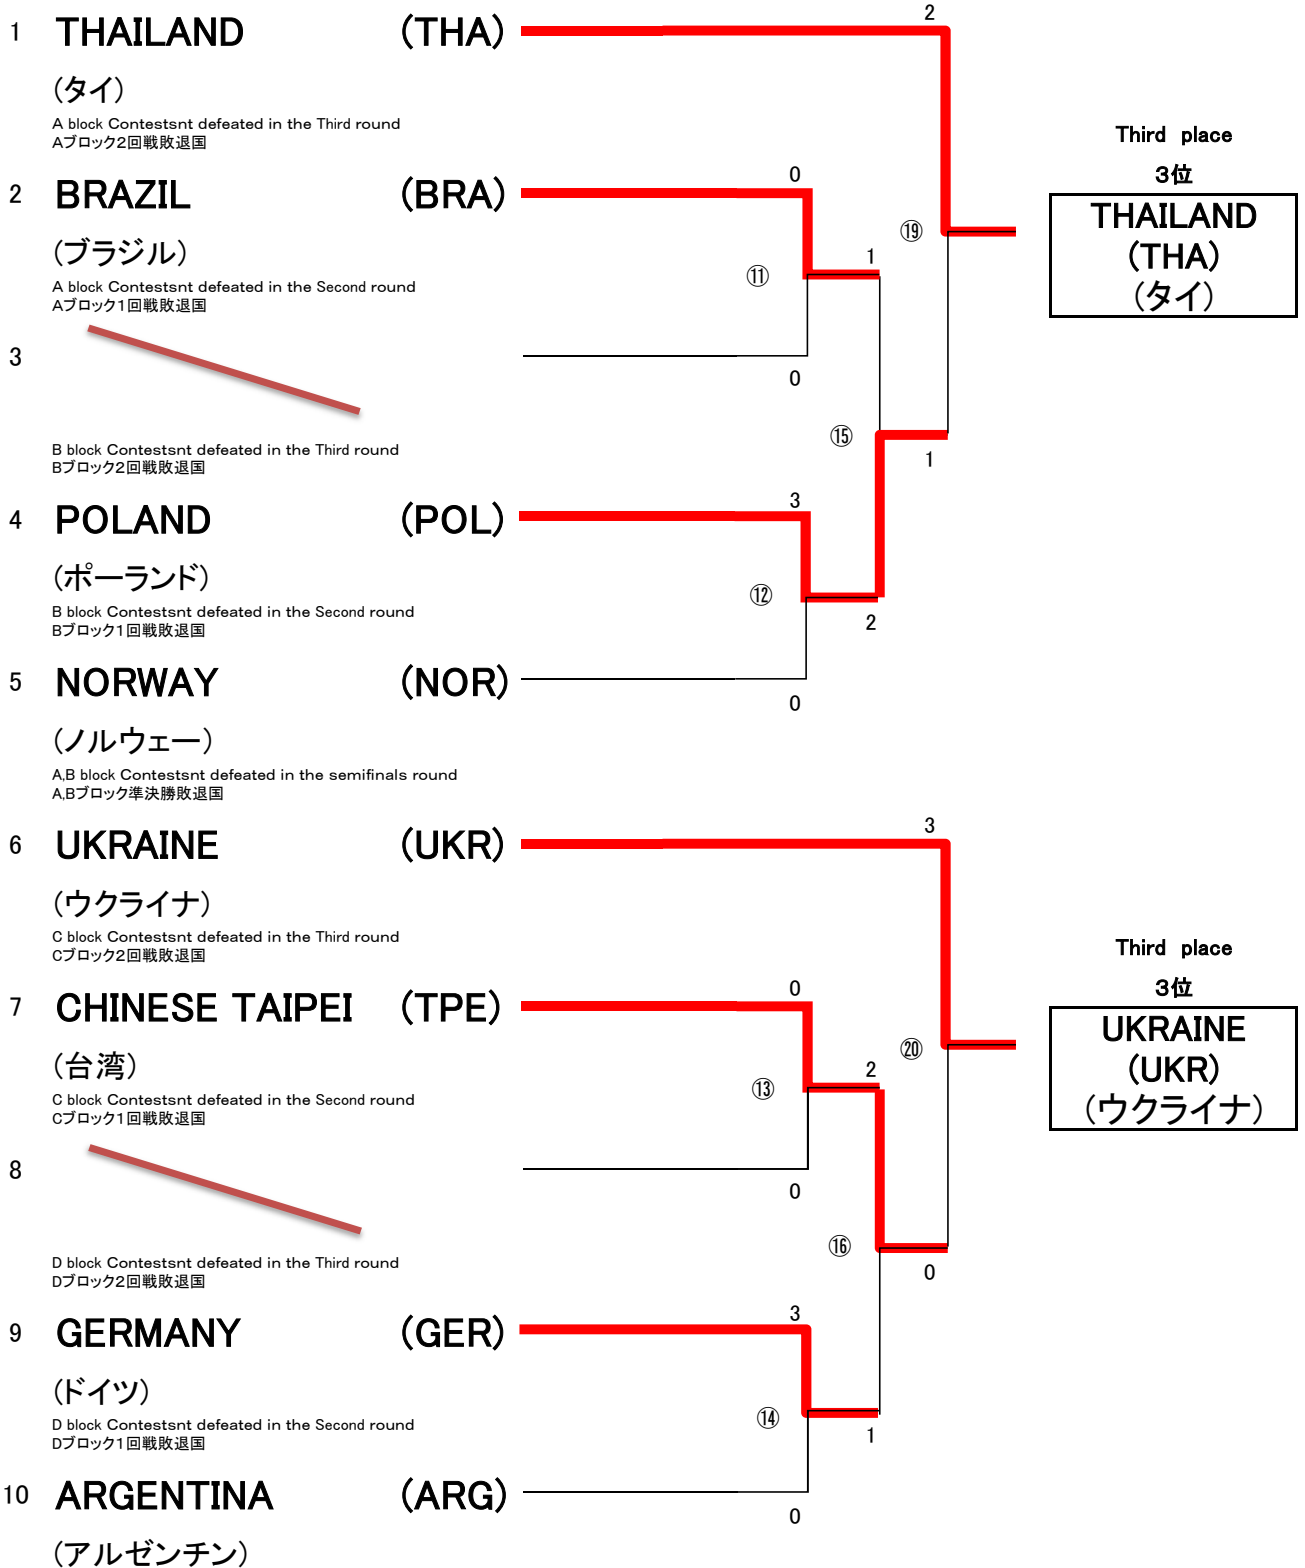 2
1 THAILAND (THA)
(タイ)
A block Contestsnt defeated in the Third round
Aブロック2回戦敗退国
Third place
3位
THAILAND
(THA)
(タイ)
0
2 BRAZIL (BRA)
⑲
(ブラジル)
1
⑪
A block Contestsnt defeated in the Second round
Aブロック1回戦敗退国
3
0
⑮
1
B block Contestsnt defeated in the Third round
Bブロック2回戦敗退国
3
4 POLAND (POL)
(ポーランド)
⑫
B block Contestsnt defeated in the Second round
Bブロック1回戦敗退国
2
5 NORWAY (NOR)
0
(ノルウェー)
A,B block Contestsnt defeated in the semifinals round
A,Bブロック準決勝敗退国
3
6 UKRAINE (UKR)
(ウクライナ)
C block Contestsnt defeated in the Third round
Cブロック2回戦敗退国
Third place
3位
UKRAINE
(UKR)
(ウクライナ)
0
7 CHINESE TAIPEI (TPE)
⑳
(台湾)
2
⑬
C block Contestsnt defeated in the Second round
Cブロック1回戦敗退国
8
0
⑯
0
D block Contestsnt defeated in the Third round
Dブロック2回戦敗退国
3
9 GERMANY (GER)
(ドイツ)
⑭
D block Contestsnt defeated in the Second round
Dブロック1回戦敗退国
1
10 ARGENTINA (ARG)
0
(アルゼンチン)